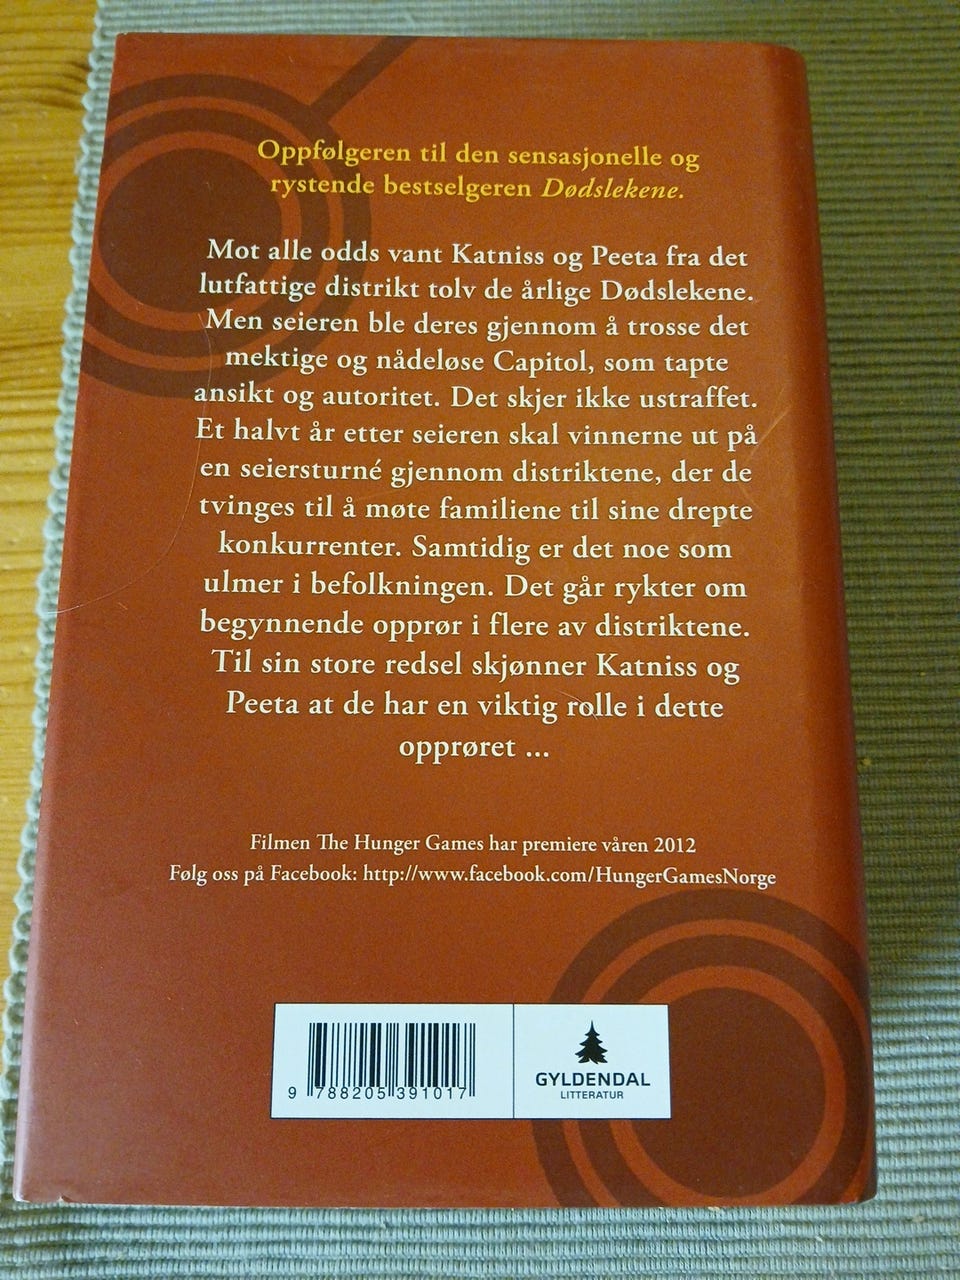 Oppfølgeren til den sensasjonelle og
rystende bestselgeren Dødslekene.
Mot alle odds vant Katniss og Peeta fra det
lutfattige distrikt tolv de årlige Dødslekene.
Men seieren ble deres gjennom å trosse det
mektige og nådeløse Capitol, som tapte
ansikt og autoritet. Det skjer ikke ustraffet.
Et halvt år etter seieren skal vinnerne ut på
en seiersturné gjennom distriktene, der de
tvinges til å møte familiene til sine drepte
konkurrenter. Samtidig er det noe som
ulmer i befolkningen. Det går rykter om
begynnende opprør i flere av distriktene.
Til sin store redsel skjønner Katniss og
Peeta at de har en viktig rolle i dette
opprøret ...
Filmen The Hunger Games har premiere våren 2012
Følg oss på Facebook: http://www.facebook.com/HungerGamesNorge
9 788205 391017
GYLDENDAL
LITTERATUR